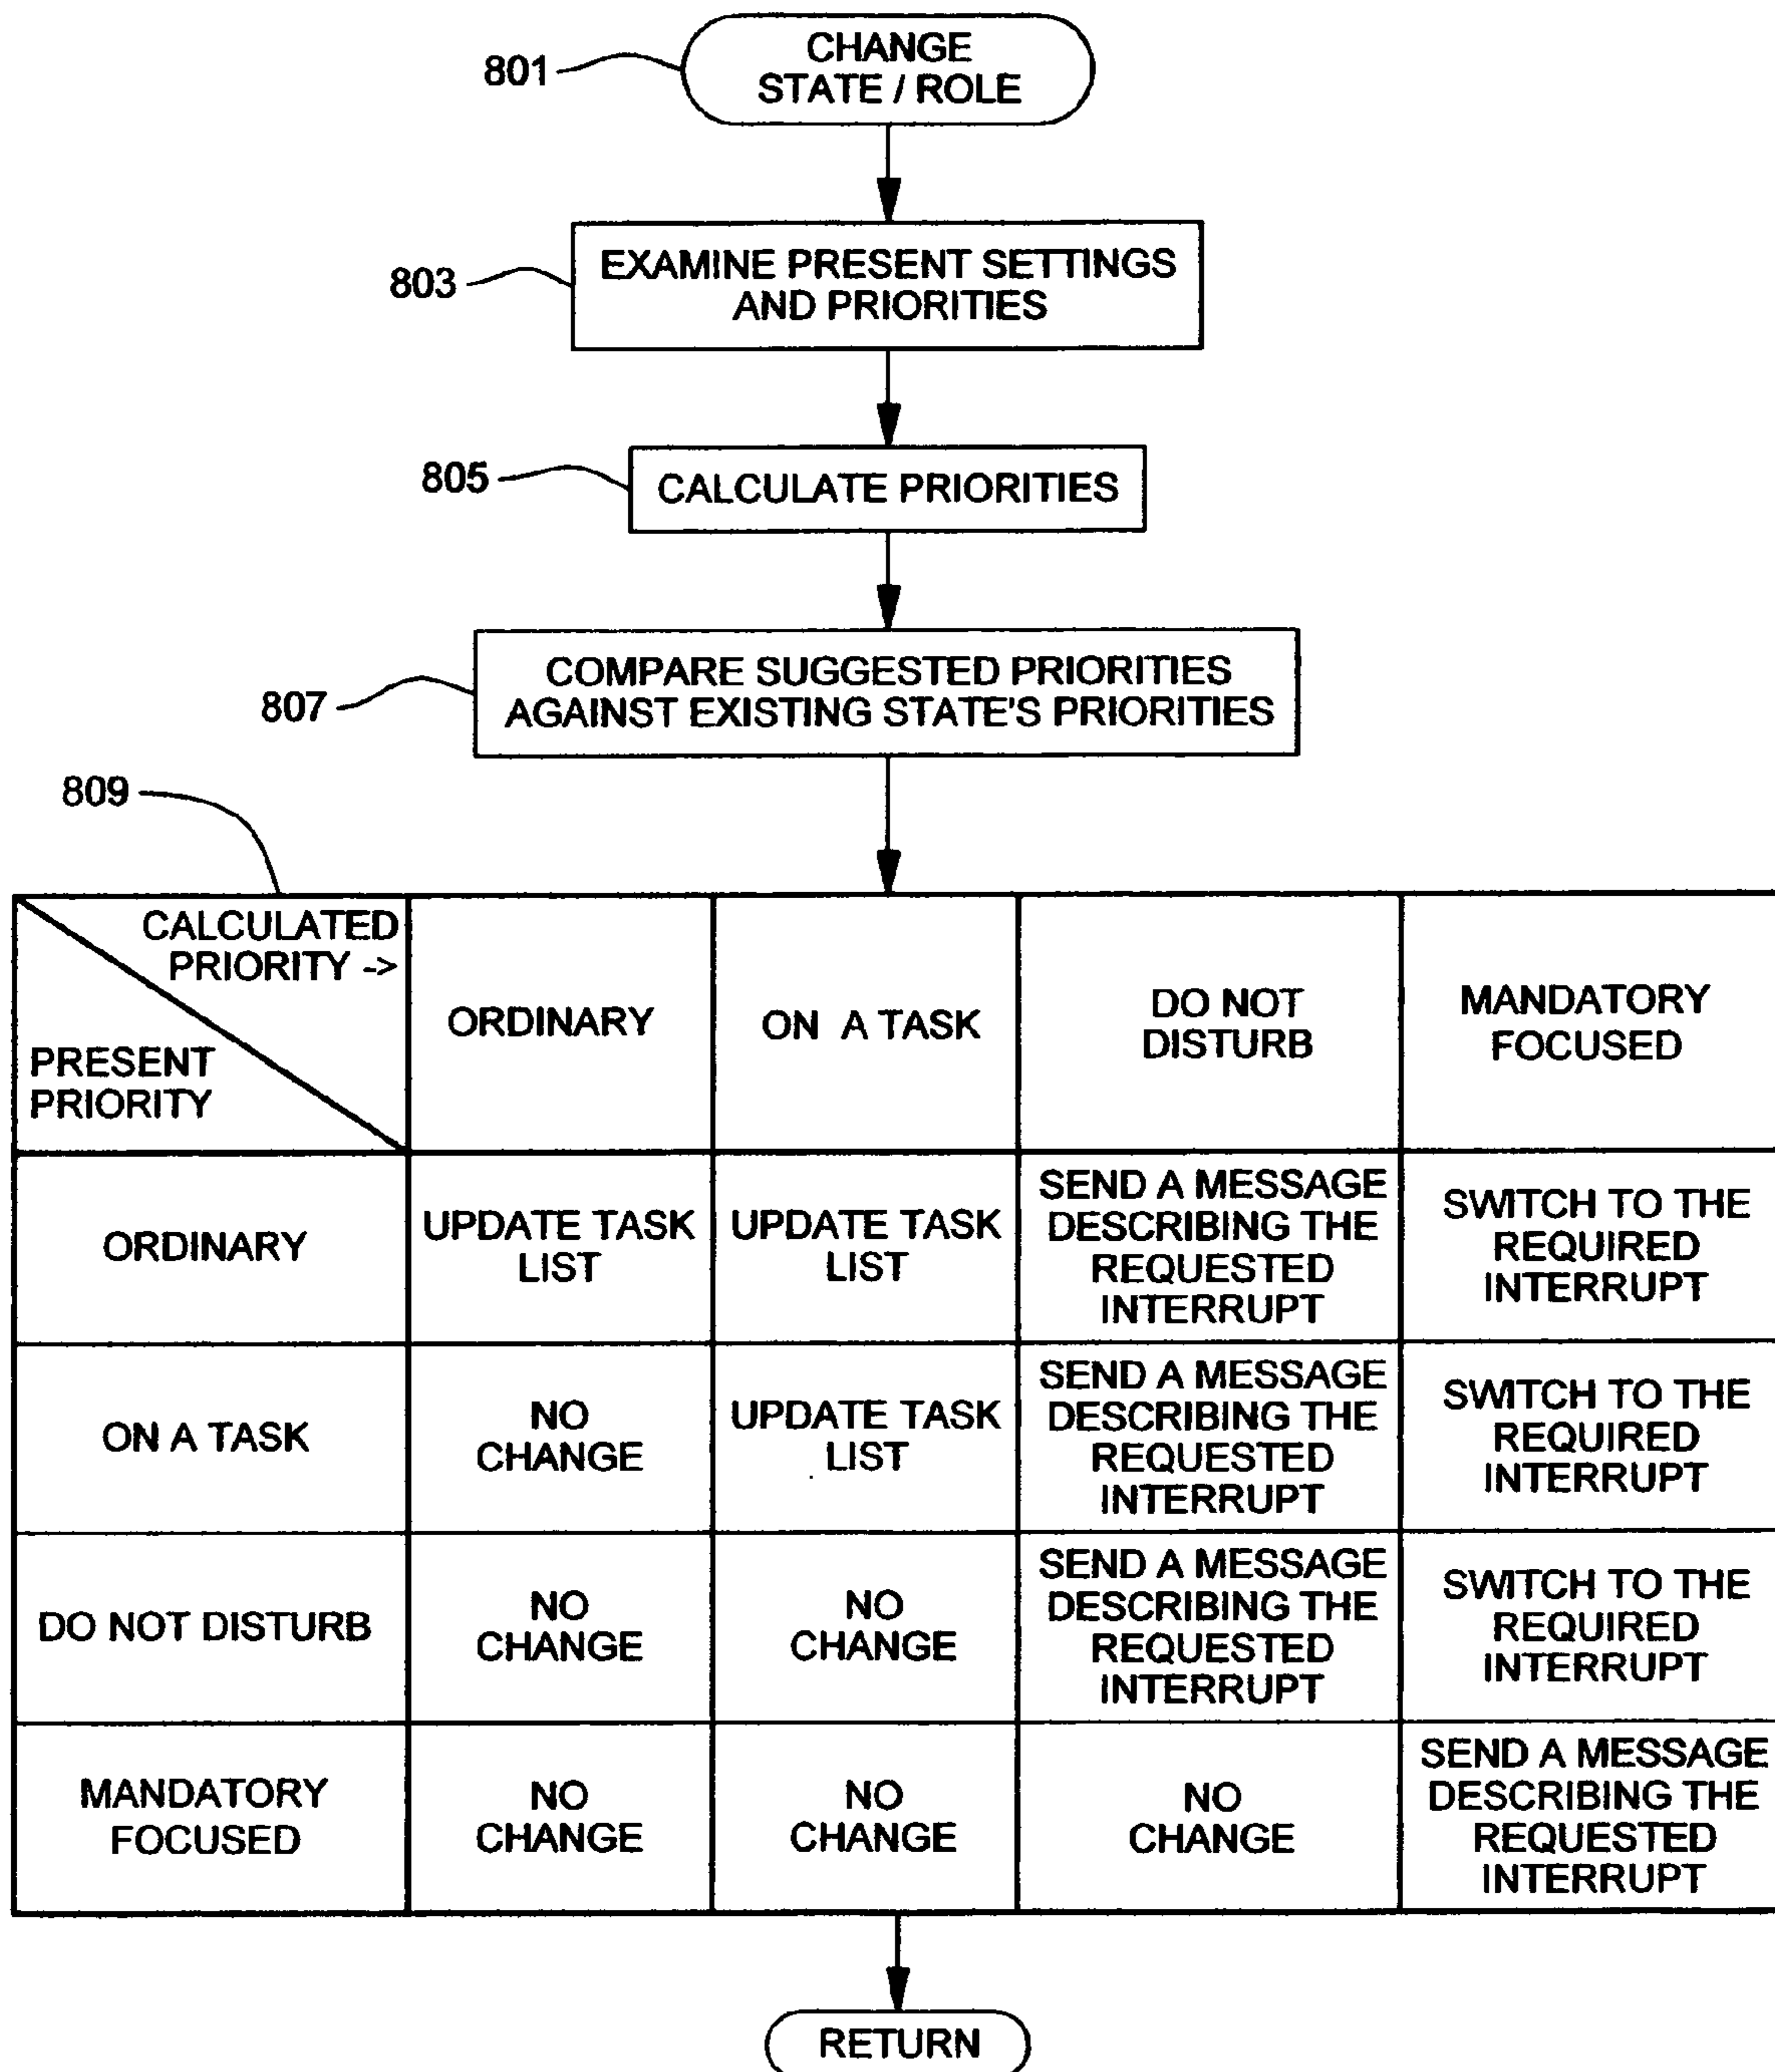 801
CHANGE
STATE / ROLE
803
EXAMINE PRESENT SETTINGS
AND PRIORITIES
805
CALCULATE PRIORITIES
807
COMPARE SUGGESTED PRIORITIES
AGAINST EXISTING STATE'S PRIORITIES
809
CALCULATED
PRIORITY ->
PRESENT
PRIORITY
ORDINARY
ON A TASK
DO NOT
DISTURB
MANDATORY
FOCUSED
ORDINARY
UPDATE TASK
LIST
UPDATE TASK
LIST
SEND A MESSAGE
DESCRIBING THE
REQUESTED
INTERRUPT
SWITCH TO THE
REQUIRED
INTERRUPT
ON A TASK
NO
CHANGE
UPDATE TASK
LIST
SEND A MESSAGE
DESCRIBING THE
REQUESTED
INTERRUPT
SWITCH TO THE
REQUIRED
INTERRUPT
DO NOT DISTURB
NO
CHANGE
NO
CHANGE
SEND A MESSAGE
DESCRIBING THE
REQUESTED
INTERRUPT
SWITCH TO THE
REQUIRED
INTERRUPT
MANDATORY
FOCUSED
NO
CHANGE
NO
CHANGE
NO
CHANGE
SEND A MESSAGE
DESCRIBING THE
REQUESTED
INTERRUPT
RETURN